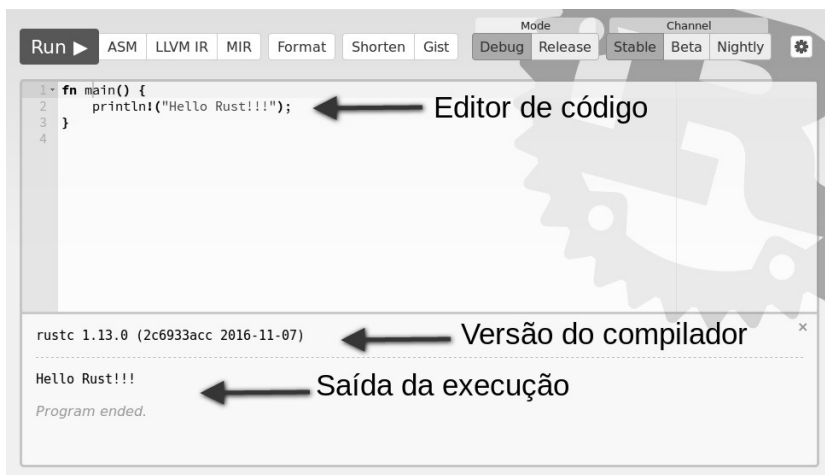 Mode Channel
Run ▶ ASM LLVM IR MIR Format Shorten Gist Debug Release Stable Beta Nightly
1 fn main() {
2 println!("Hello Rust!!!"); Editor de código
3 }
4
rustc 1.13.0 (2c6933acc 2016-11-07) Versão do compilador ×
Hello Rust!!! Saída da execução
Program ended.